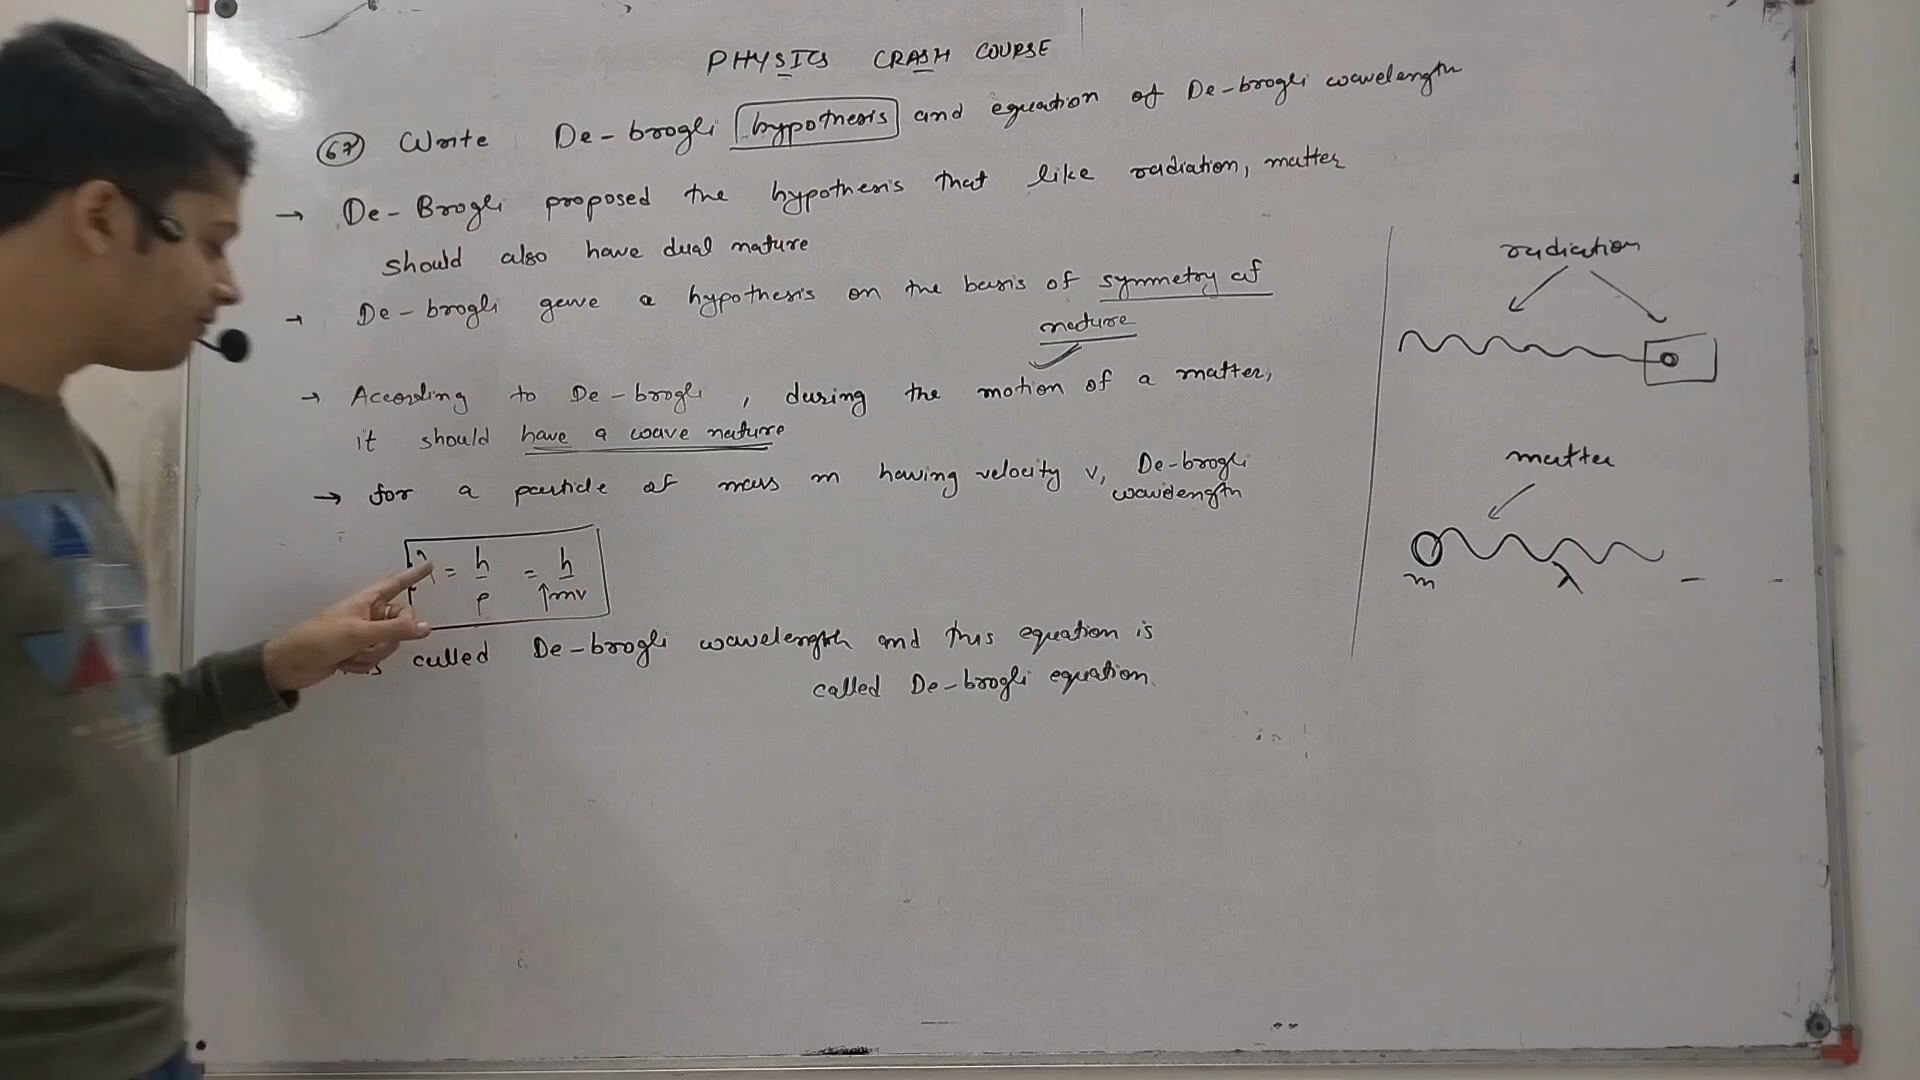 PHYSICS CRASH COURSE
67 Write De-brogli hypothesis and equation of De-brogli wavelength
→ De-Brogli proposed the hypothesis that like radiation, matter
should also have dual nature
→ De-brogli gave a hypothesis on the basis of symmetry of
nature
→ According to De-brogli, during the motion of a matter,
it should have a wave nature
→ for a particle of mass m having velocity v, De-brogli
wavelength
λ = h/p = h/mv
called De-brogli wavelength and this equation is
called De-brogli equation.
radiation
matter
m λ